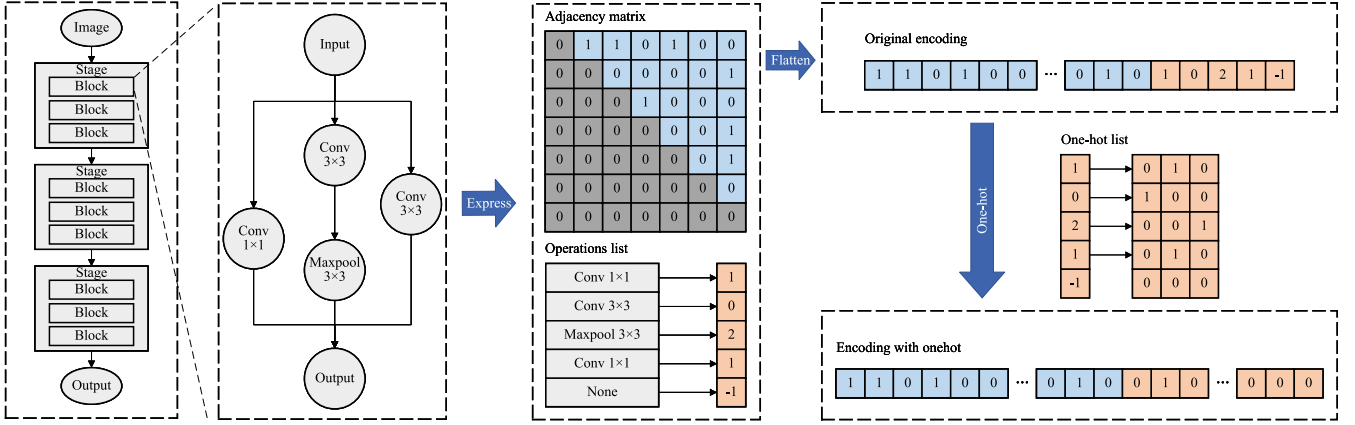 Image
Stage
Block
Block
Block
Stage
Block
Block
Block
Stage
Block
Block
Block
Output
Input
Conv
3×3
Conv
3×3
Conv
1×1
Maxpool
3×3
Output
Express
Adjacency matrix
0 1 1 0 1 0 0
0 0 0 0 0 0 1
0 0 0 1 0 0 0
0 0 0 0 0 0 1
0 0 0 0 0 0 1
0 0 0 0 0 0 0
0 0 0 0 0 0 0
Operations list
Conv 1×1 1
Conv 3×3 0
Maxpool 3×3 2
Conv 1×1 1
None -1
Flatten
Original encoding
1 1 0 1 0 0 ··· 0 1 0 1 0 2 1 -1
One-hot
One-hot list
1 0 1 0
0 1 0 0
2 0 0 1
1 0 1 0
-1 0 0 0
Encoding with onehot
1 1 0 1 0 0 ··· 0 1 0 0 1 0 ··· 0 0 0